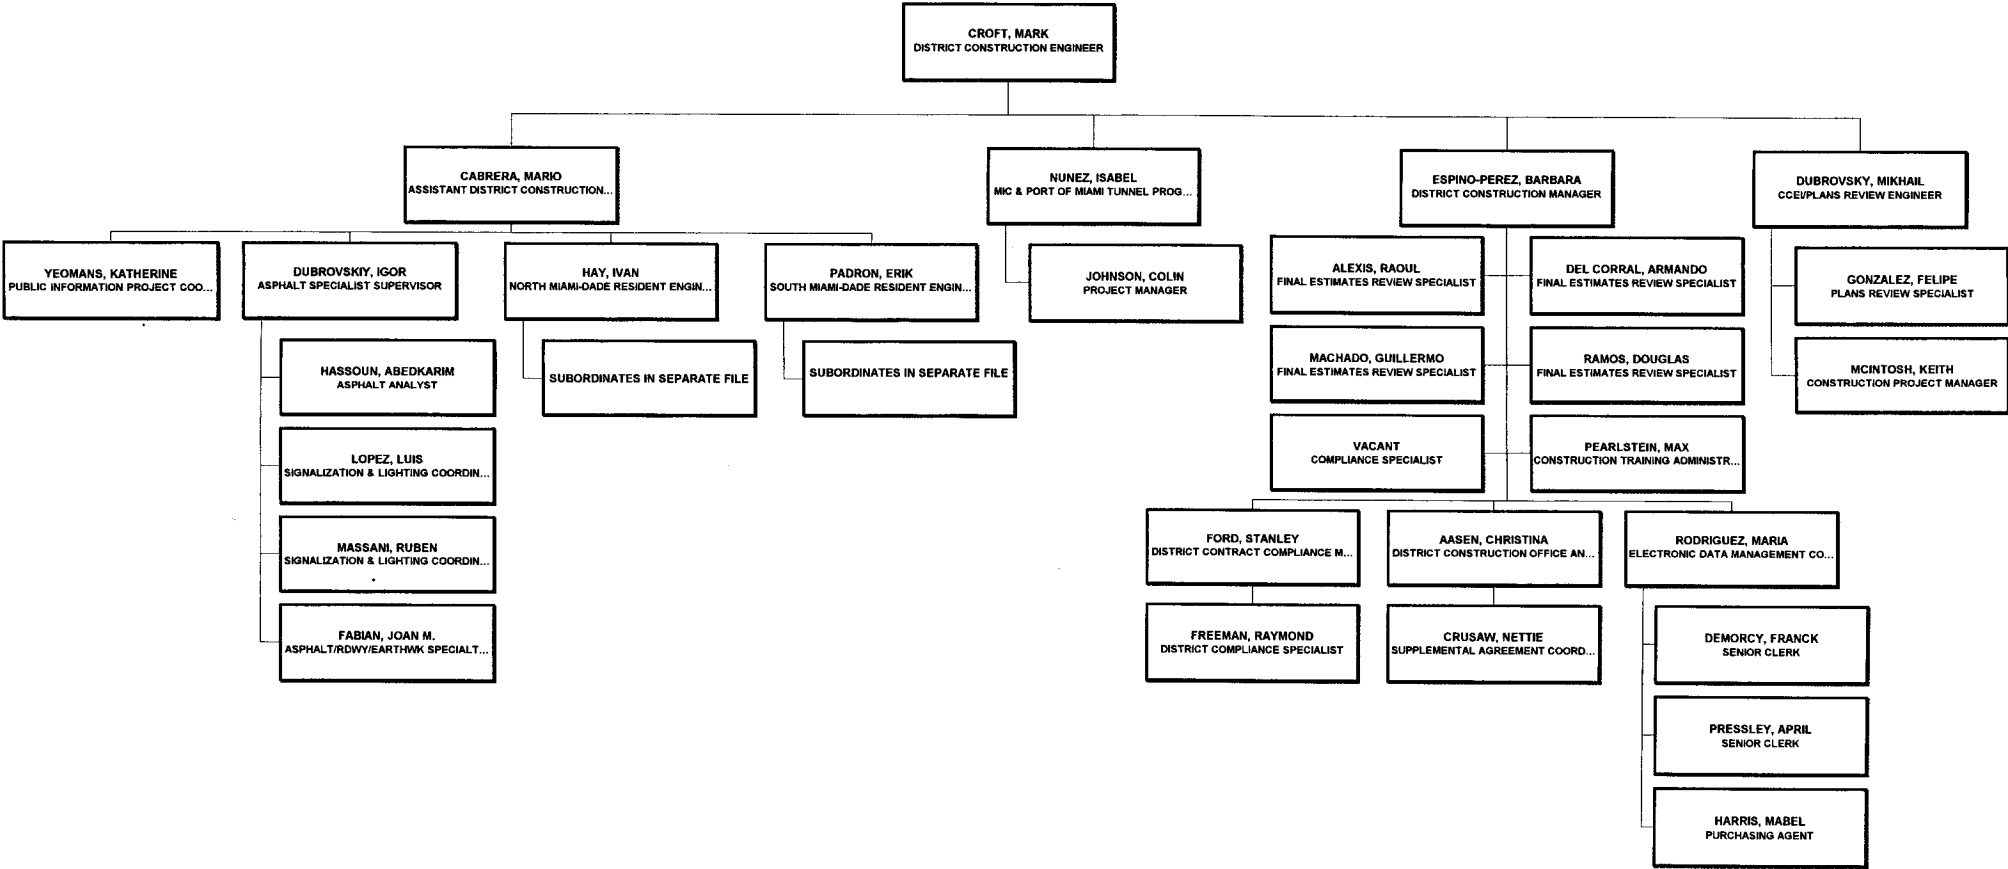 CROFT, MARK
DISTRICT CONSTRUCTION ENGINEER
CABRERA, MARIO
ASSISTANT DISTRICT CONSTRUCTION...
NUNEZ, ISABEL
MIC & PORT OF MIAMI TUNNEL PROG...
ESPINO-PEREZ, BARBARA
DISTRICT CONSTRUCTION MANAGER
DUBROVSKY, MIKHAIL
CCEI/PLANS REVIEW ENGINEER
YEOMANS, KATHERINE
PUBLIC INFORMATION PROJECT COO...
DUBROVSKIY, IGOR
ASPHALT SPECIALIST SUPERVISOR
HAY, IVAN
NORTH MIAMI-DADE RESIDENT ENGIN...
PADRON, ERIK
SOUTH MIAMI-DADE RESIDENT ENGIN...
JOHNSON, COLIN
PROJECT MANAGER
ALEXIS, RAOUL
FINAL ESTIMATES REVIEW SPECIALIST
DEL CORRAL, ARMANDO
FINAL ESTIMATES REVIEW SPECIALIST
GONZALEZ, FELIPE
PLANS REVIEW SPECIALIST
HASSOUN, ABEDKARIM
ASPHALT ANALYST
SUBORDINATES IN SEPARATE FILE
SUBORDINATES IN SEPARATE FILE
MACHADO, GUILLERMO
FINAL ESTIMATES REVIEW SPECIALIST
RAMOS, DOUGLAS
FINAL ESTIMATES REVIEW SPECIALIST
MCINTOSH, KEITH
CONSTRUCTION PROJECT MANAGER
LOPEZ, LUIS
SIGNALIZATION & LIGHTING COORDIN...
VACANT
COMPLIANCE SPECIALIST
PEARLSTEIN, MAX
CONSTRUCTION TRAINING ADMINISTR...
MASSANI, RUBEN
SIGNALIZATION & LIGHTING COORDIN...
FORD, STANLEY
DISTRICT CONTRACT COMPLIANCE M...
AASEN, CHRISTINA
DISTRICT CONSTRUCTION OFFICE AN...
RODRIGUEZ, MARIA
ELECTRONIC DATA MANAGEMENT CO...
FABIAN, JOAN M.
ASPHALT/RDWY/EARTHWK SPECIALT...
FREEMAN, RAYMOND
DISTRICT COMPLIANCE SPECIALIST
CRUSAW, NETTIE
SUPPLEMENTAL AGREEMENT COORD...
DEMORCY, FRANCK
SENIOR CLERK
PRESSLEY, APRIL
SENIOR CLERK
HARRIS, MABEL
PURCHASING AGENT